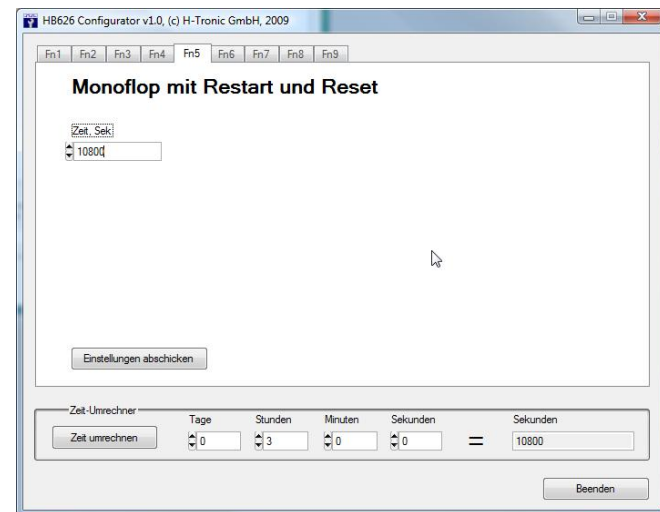 HB626 Configurator v1.0, (c) H-Tronic GmbH, 2009
Fn1 Fn2 Fn3 Fn4 Fn5 Fn6 Fn7 Fn8 Fn9
Monoflop mit Restart und Reset
Zeit, Sek
10800
Einstellungen abschicken
Zeit-Umrechner
Tage Stunden Minuten Sekunden Sekunden
Zeit umrechnen 0 3 0 0 = 10800
Beenden